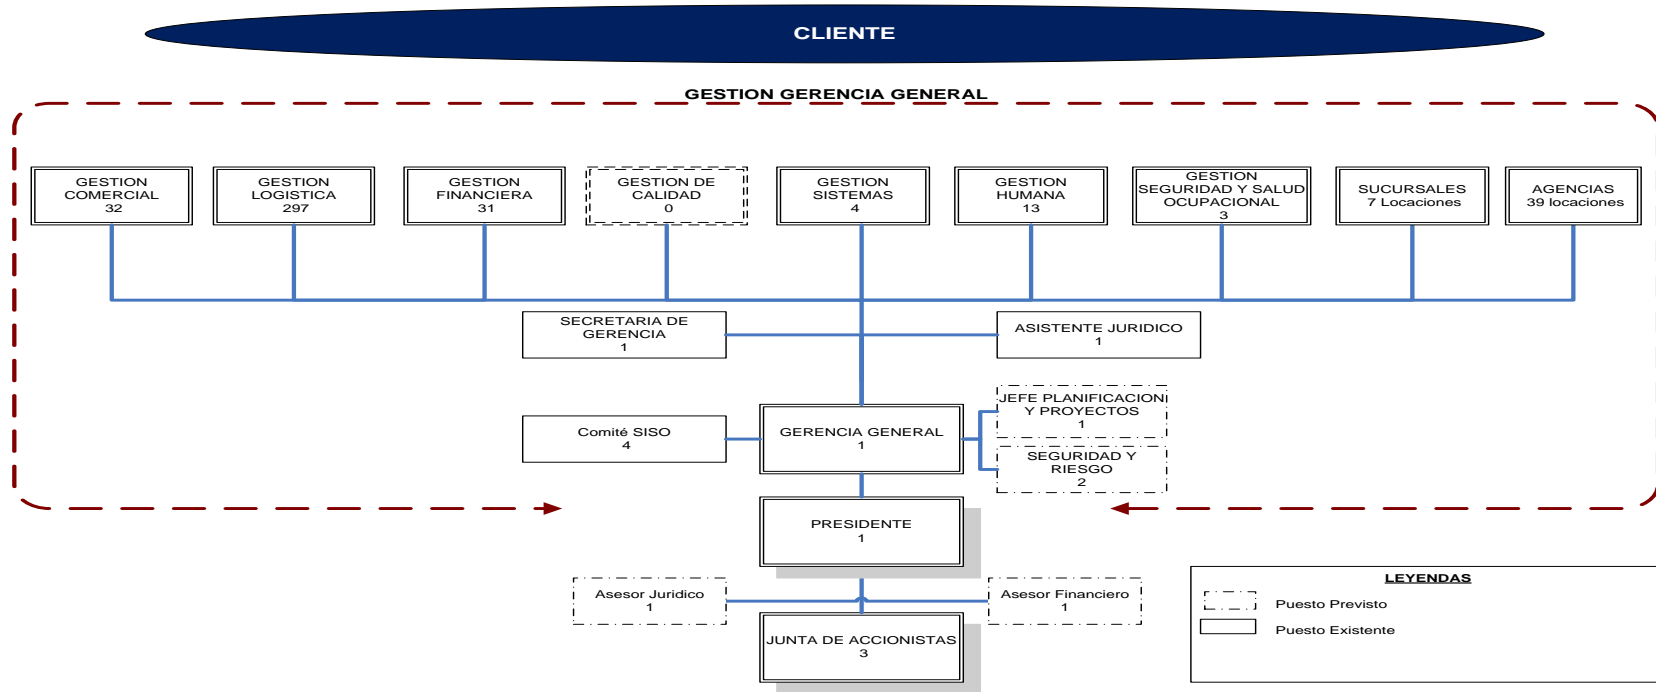 CLIENTE
GESTION GERENCIA GENERAL
GESTION
COMERCIAL
32
GESTION
LOGISTICA
297
GESTION
FINANCIERA
31
GESTION DE
CALIDAD
0
GESTION
SISTEMAS
4
GESTION
HUMANA
13
GESTION
SEGURIDAD Y SALUD
OCUPACIONAL
3
SUCURSALES
7 Locaciones
AGENCIAS
39 locaciones
SECRETARIA DE
GERENCIA
1
ASISTENTE JURIDICO
1
JEFE PLANIFICACION
Y PROYECTOS
1
Comité SISO
4
GERENCIA GENERAL
1
SEGURIDAD Y
RIESGO
2
PRESIDENTE
1
Asesor Jurídico
1
Asesor Financiero
1
JUNTA DE ACCIONISTAS
3
LEYENDAS
Puesto Previsto
Puesto Existente